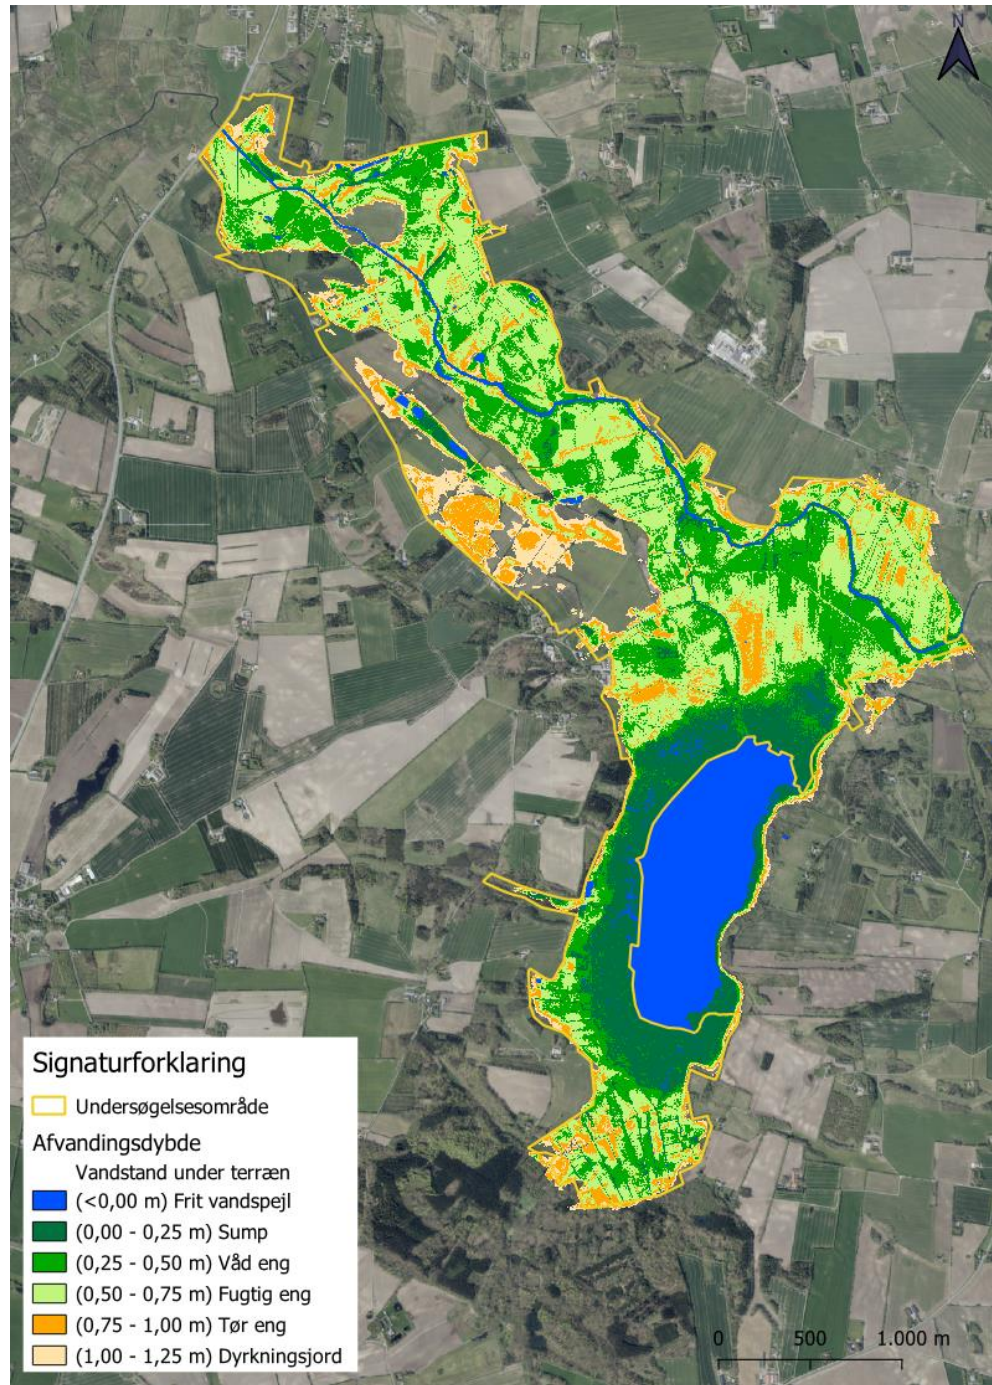 N
Signaturforklaring
Undersøgelsesområde
Afvandingsdybde
Vandstand under terræn
(<0,00 m) Frit vandspejl
(0,00 - 0,25 m) Sump
(0,25 - 0,50 m) Våd eng
(0,50 - 0,75 m) Fugtig eng
(0,75 - 1,00 m) Tør eng
(1,00 - 1,25 m) Dyrkningsjord
0 500 1.000 m